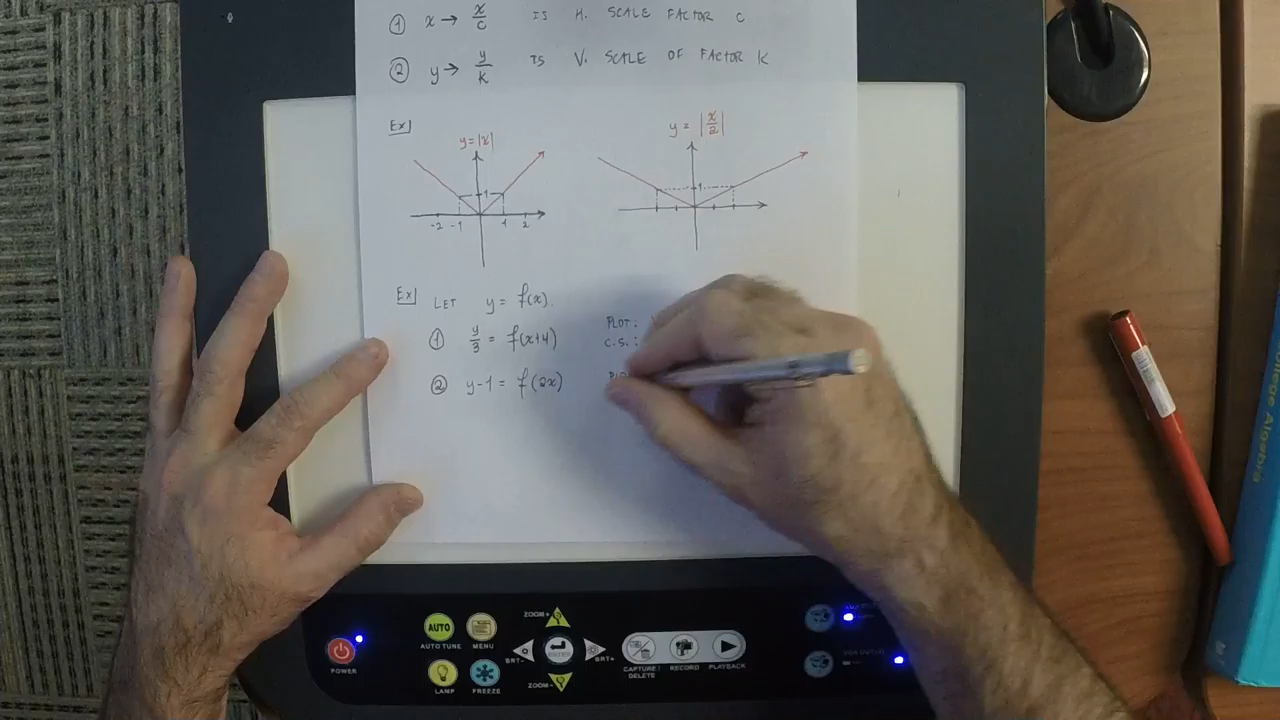 ① x → x/c IS H. SCALE FACTOR C
② y → y/k IS V. SCALE OF FACTOR K
Ex
y = |x|
1
-2 -1 1 2
y = |x/2|
1
Ex LET y = f(x).
① y/3 = f(x+4)
PLOT:
C.S.:
② y-1 = f(2x)
POWER
AUTO
AUTO TUNE
MENU
LAMP
FREEZE
ZOOM+
BRT-
ENTER
BRT+
ZOOM-
CAPTURE/
DELETE
RECORD
PLAYBACK
College Algebra